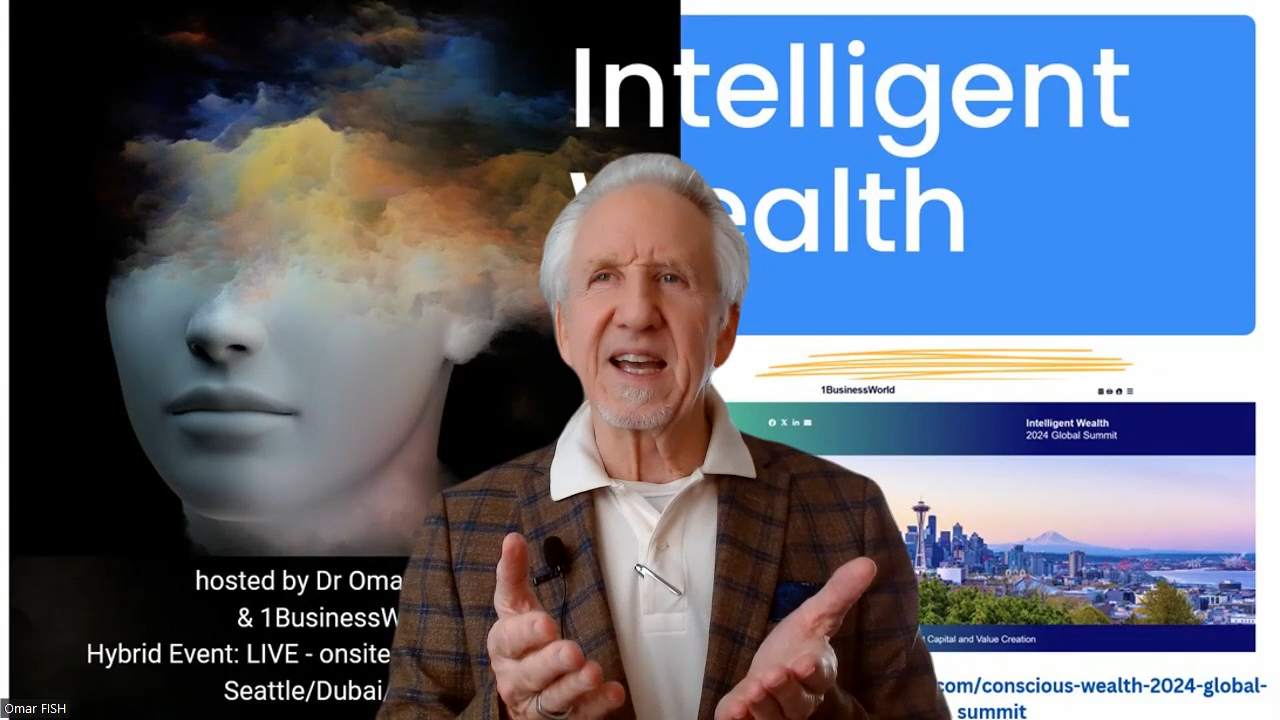 Intelligent
Wealth
1BusinessWorld
Intelligent Wealth
2024 Global Summit
hosted by Dr Oma
& 1BusinessW
Hybrid Event: LIVE - onsite
Seattle/Dubai,
Capital and Value Creation
com/conscious-wealth-2024-global-
summit
Omar FISH